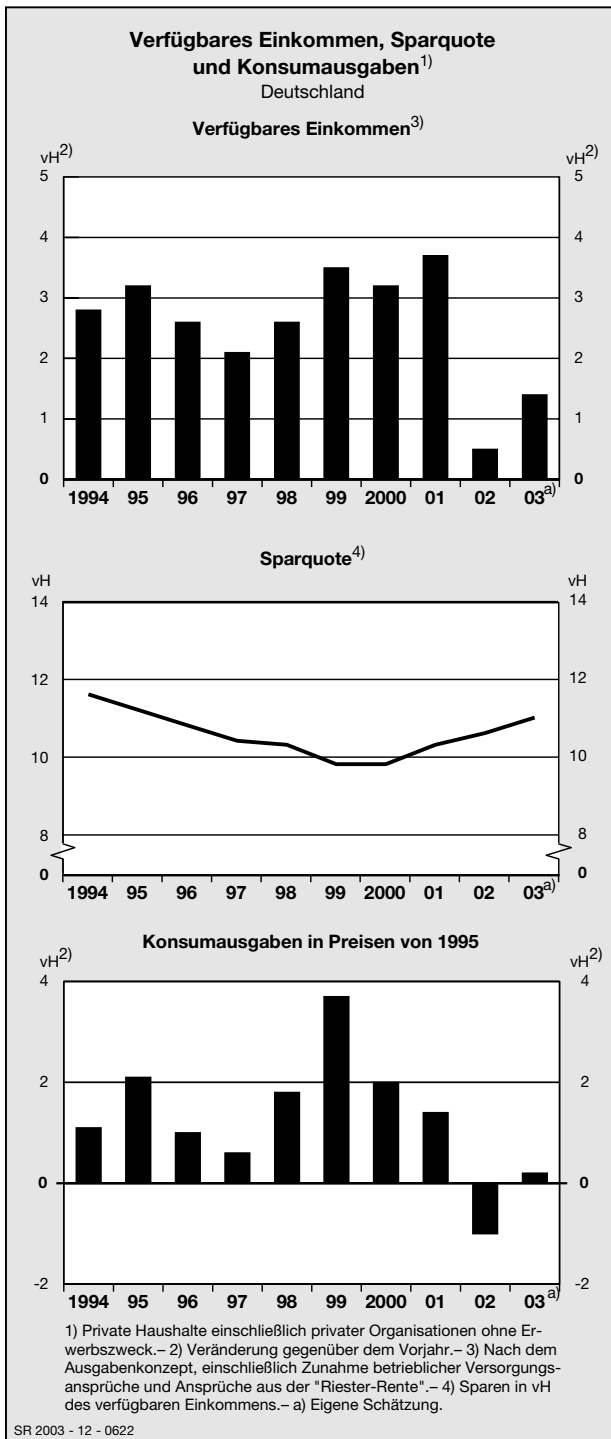 Verfügbares Einkommen, Sparquote
und Konsumausgaben1)
Deutschland
Verfügbares Einkommen3)
vH2) vH2)
5 5
4 4
3 3
2 2
1 1
0 0
1994 95 96 97 98 99 2000 01 02 03a)
Sparquote4)
vH vH
14 14
12 12
10 10
8 8
0 0
1994 95 96 97 98 99 2000 01 02 03a)
Konsumausgaben in Preisen von 1995
vH2) vH2)
4 4
2 2
0 0
-2 -2
1994 95 96 97 98 99 2000 01 02 03a)
1) Private Haushalte einschließlich privater Organisationen ohne Er-
werbszweck.– 2) Veränderung gegenüber dem Vorjahr.– 3) Nach dem
Ausgabenkonzept, einschließlich Zunahme betrieblicher Versorgungs-
ansprüche und Ansprüche aus der "Riester-Rente".– 4) Sparen in vH
des verfügbaren Einkommens.– a) Eigene Schätzung.
SR 2003 - 12 - 0622